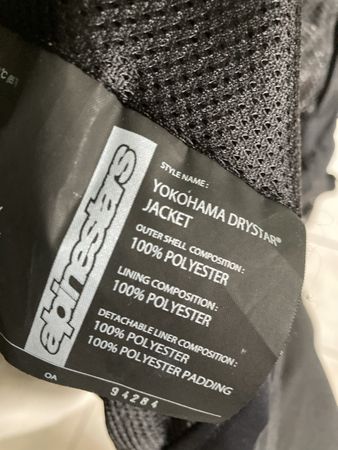 alpinestars
STYLE NAME :
YOKOHAMA DRYSTAR®
JACKET
OUTER SHELL COMPOSITION :
100% POLYESTER
LINING COMPOSITION :
100% POLYESTER
DETACHABLE LINER COMPOSITION :
100% POLYESTER
100% POLYESTER PADDING
OA
94284